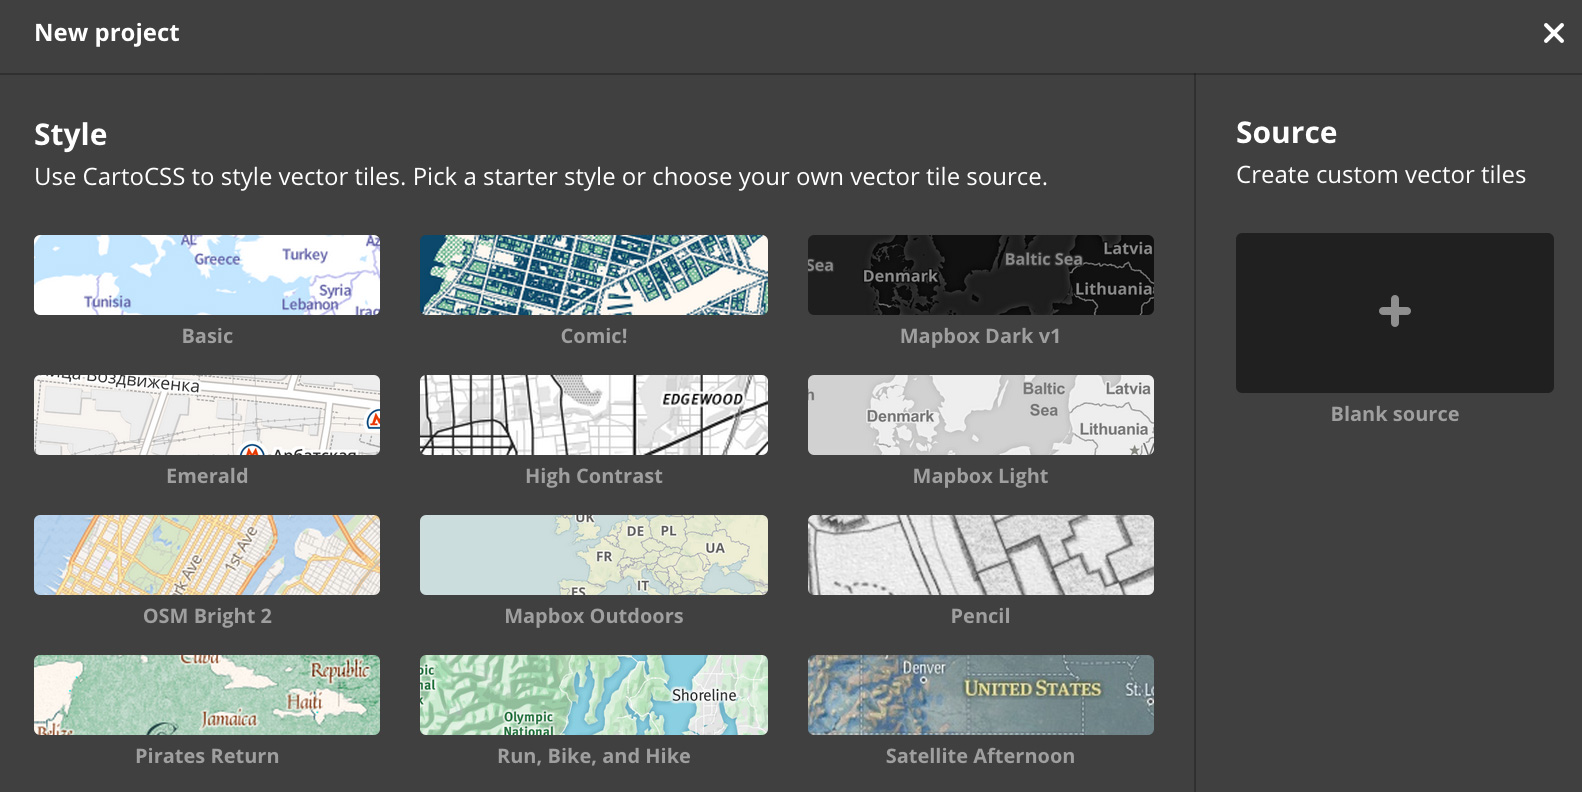 New project
Style
Use CartoCSS to style vector tiles. Pick a starter style or choose your own vector tile source.
Greece
Turkey
Tunisia
Syria
Lebanon
Basic
Comic!
Sea
Denmark
Baltic Sea
Latvia
Lithuania
Mapbox Dark v1
Воздвиженка
Арбатская
Emerald
EDGEWOOD
High Contrast
Denmark
Baltic
Sea
Latvia
Lithuania
Mapbox Light
1st Ave
Ave
OSM Bright 2
UK
DE
PL
FR
UA
IT
ES
Mapbox Outdoors
Pencil
Cuba
Republic
Haiti
Jamaica
Belize
Pirates Return
Shoreline
Olympic
National
Run, Bike, and Hike
Denver
UNITED STATES
St. Lo
Satellite Afternoon
Source
Create custom vector tiles
Blank source